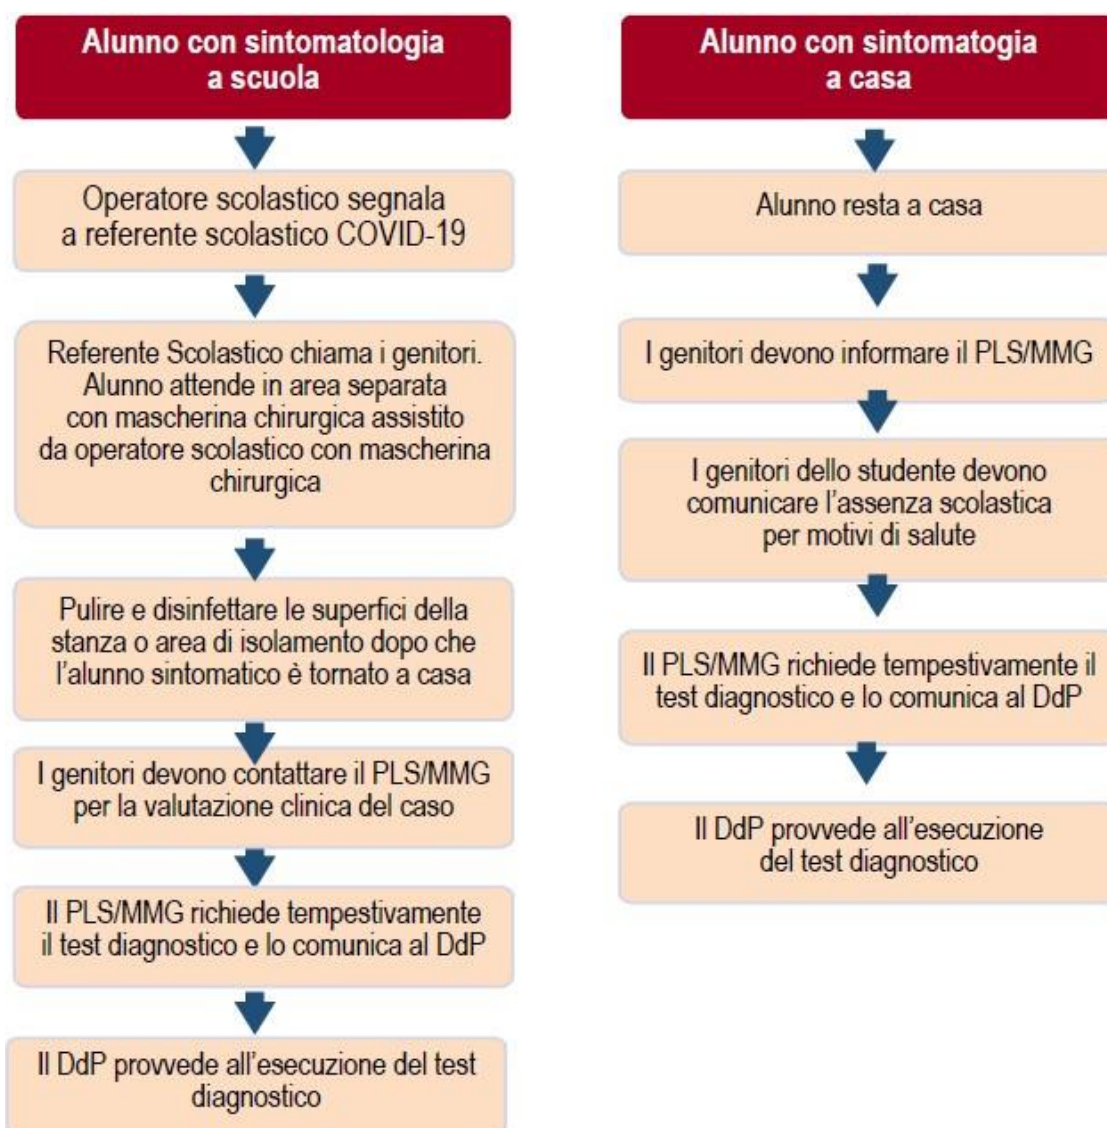 Alunno con sintomatologia
a scuola
Operatore scolastico segnala
a referente scolastico COVID-19
Referente Scolastico chiama i genitori.
Alunno attende in area separata
con mascherina chirurgica assistito
da operatore scolastico con mascherina
chirurgica
Pulire e disinfettare le superfici della
stanza o area di isolamento dopo che
l'alunno sintomatico è tornato a casa
I genitori devono contattare il PLS/MMG
per la valutazione clinica del caso
Il PLS/MMG richiede tempestivamente
il test diagnostico e lo comunica al DdP
Il DdP provvede all'esecuzione del test
diagnostico
Alunno con sintomatogia
a casa
Alunno resta a casa
I genitori devono informare il PLS/MMG
I genitori dello studente devono
comunicare l'assenza scolastica
per motivi di salute
Il PLS/MMG richiede tempestivamente il
test diagnostico e lo comunica al DdP
Il DdP provvede all'esecuzione
del test diagnostico